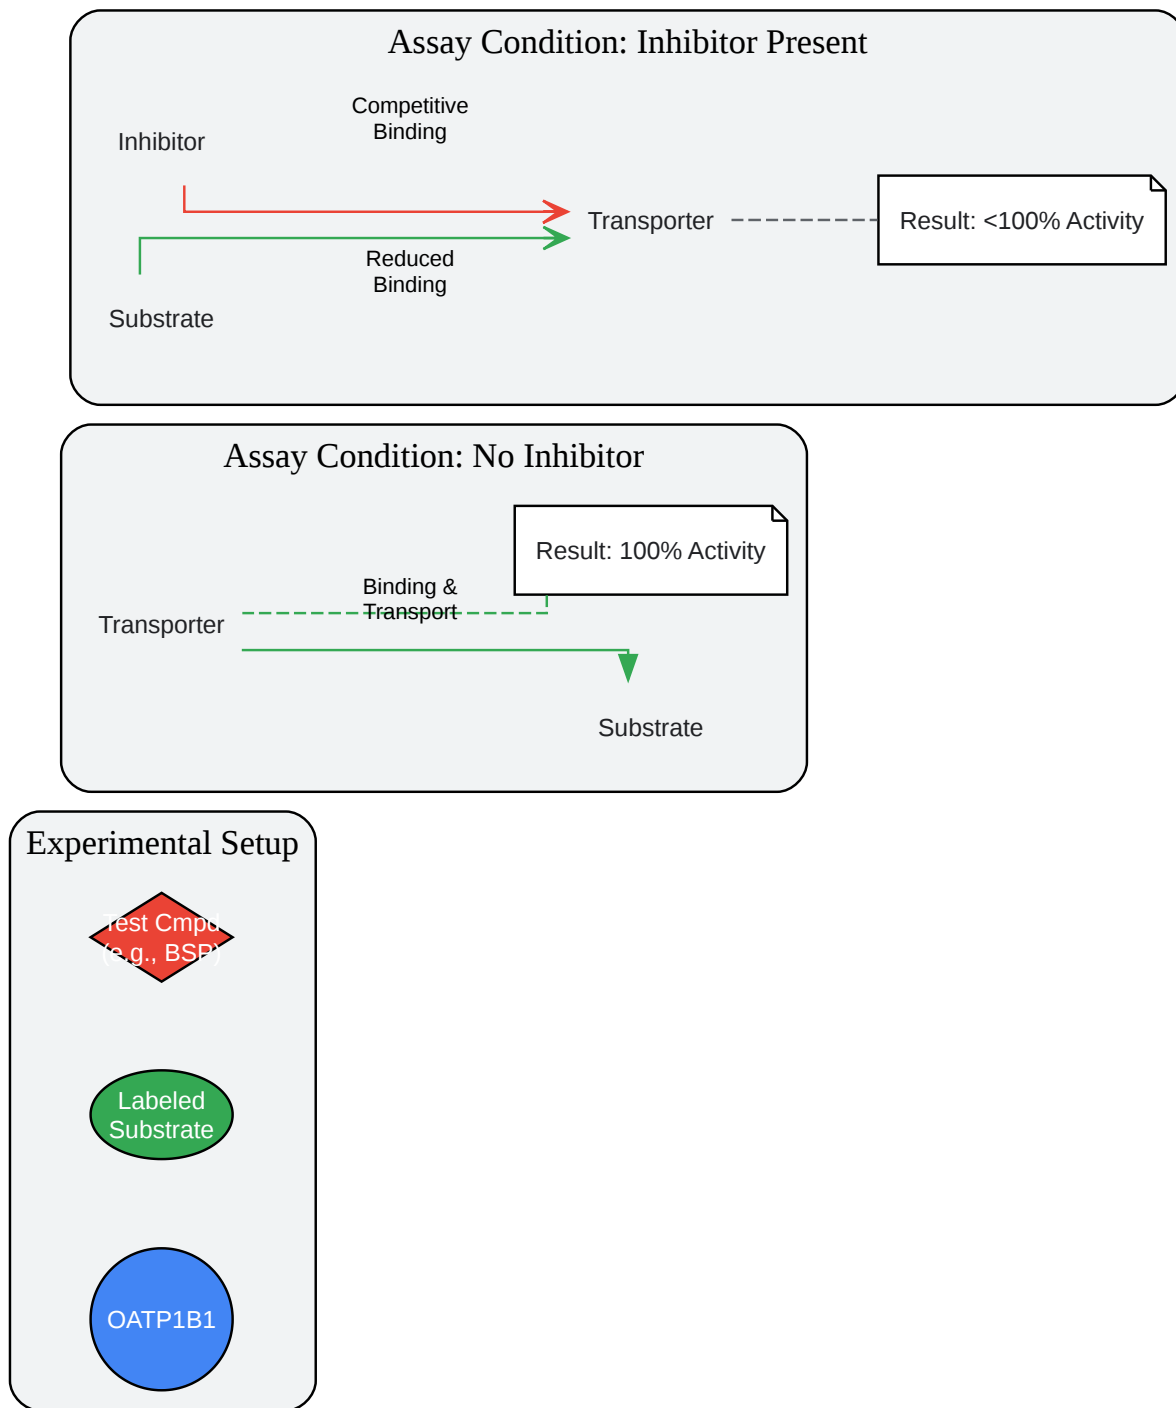 Assay Condition: Inhibitor Present
Competitive
Binding
Inhibitor
Transporter
Result: <100% Activity
Reduced
Binding
Substrate
Assay Condition: No Inhibitor
Result: 100% Activity
Binding &
Transport
Transporter
Substrate
Experimental Setup
Test Cmpd
(e.g., BSP)
Labeled
Substrate
OATP1B1